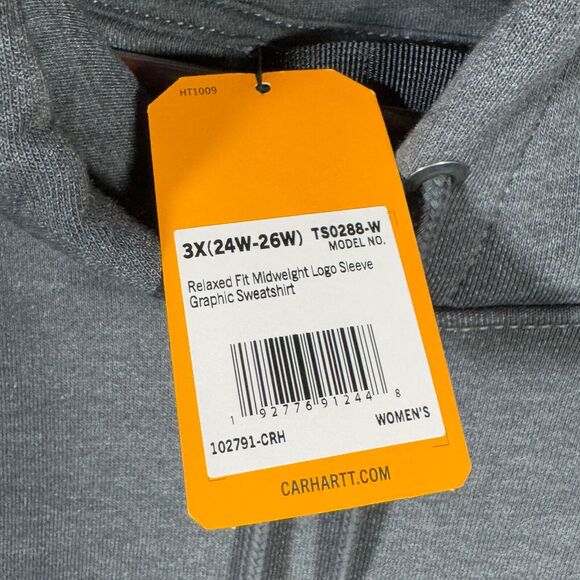 HT1009
3X(24W-26W) TS0288-W
MODEL NO.
Relaxed Fit Midweight Logo Sleeve
Graphic Sweatshirt
1 92776 91244 8
102791-CRH WOMEN'S
CARHARTT.COM